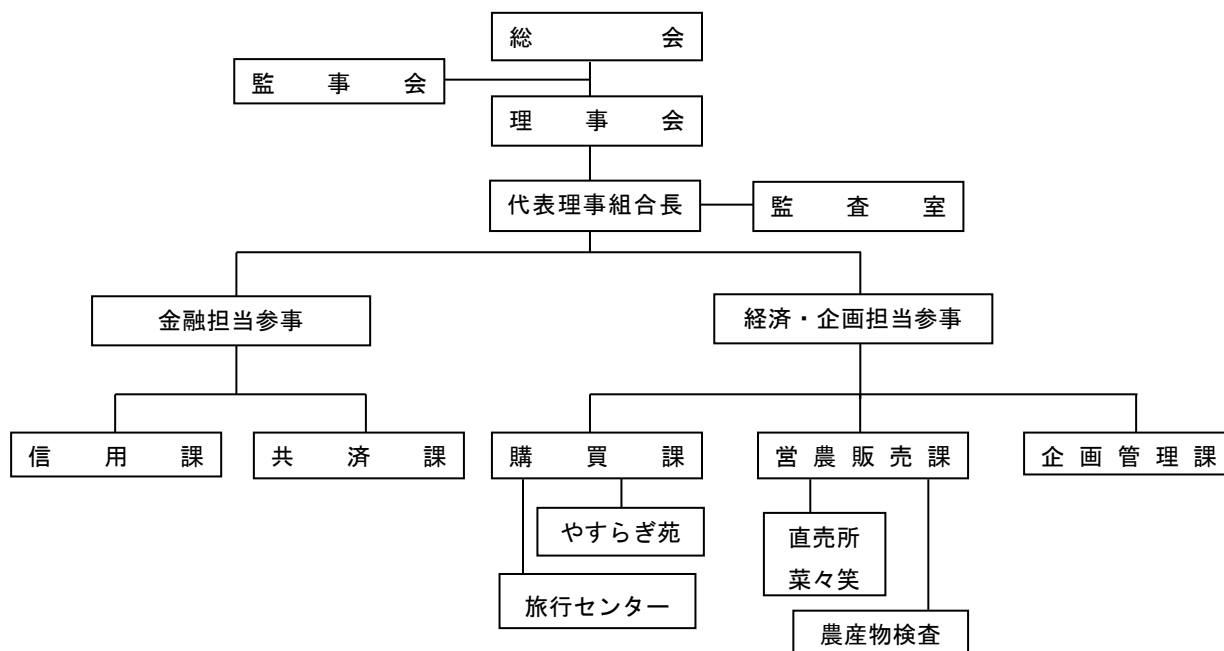 総会
監事会
理事会
代表理事組合長
監査室
金融担当参事
経済・企画担当参事
信用課
共済課
購買課
営農販売課
企画管理課
やすらぎ苑
直売所
菜々笑
旅行センター
農産物検査